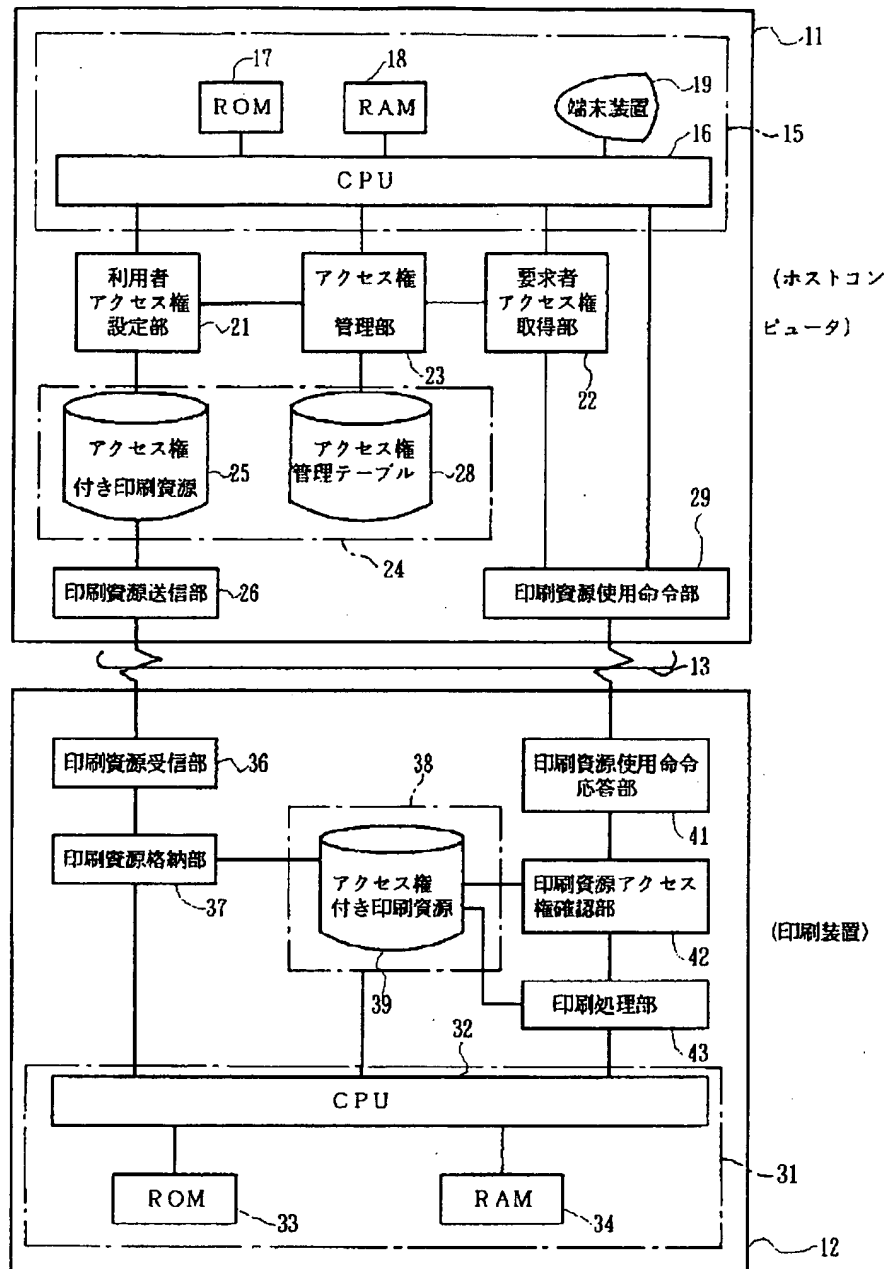 11
17
18
19
ROM
RAM
端末装置
15
16
CPU
利用者
アクセス権
設定部
21
アクセス権
管理部
23
要求者
アクセス権
取得部
22
(ホストコン
ピュータ)
アクセス権
付き印刷資源
25
アクセス権
管理テーブル
28
24
29
印刷資源送信部
26
印刷資源使用命令部
13
印刷資源受信部
36
38
印刷資源使用命令
応答部
41
印刷資源格納部
37
アクセス権
付き印刷資源
39
印刷資源アクセス
権確認部
42
(印刷装置)
印刷処理部
43
32
CPU
31
ROM
33
RAM
34
12